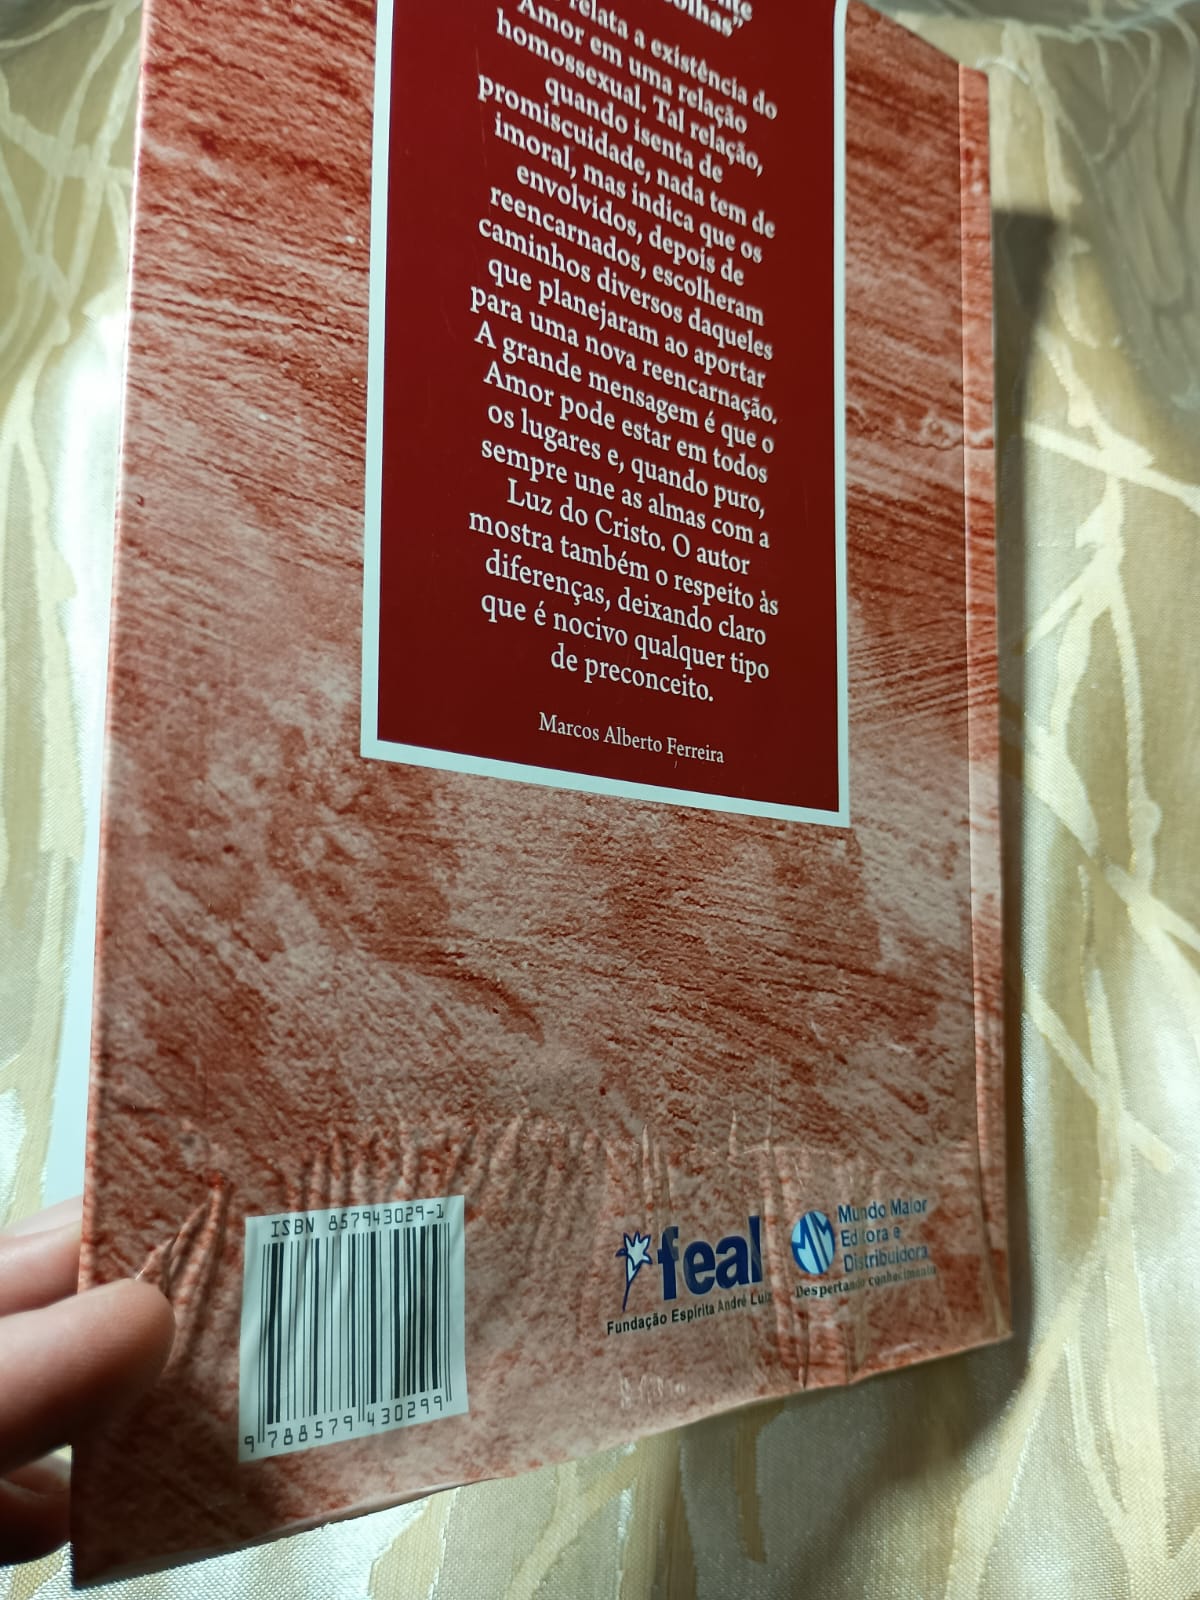 relata a existência do
Amor em uma relação
homossexual. Tal relação,
quando isenta de
promiscuidade, nada tem de
imoral, mas indica que os
envolvidos, depois de
reencarnados, escolheram
caminhos diversos daqueles
que planejaram ao aportar
para uma nova reencarnação.
A grande mensagem é que o
Amor pode estar em todos
os lugares e, quando puro,
sempre une as almas com a
Luz do Cristo. O autor
mostra também o respeito às
diferenças, deixando claro
que é nocivo qualquer tipo
de preconceito.
Marcos Alberto Ferreira
ISBN 857943029-1
9 788579 430299
feal
Fundação Espírita André Luiz
MM
Mundo Maior
Editora e
Distribuidora
Despertando conhecimento